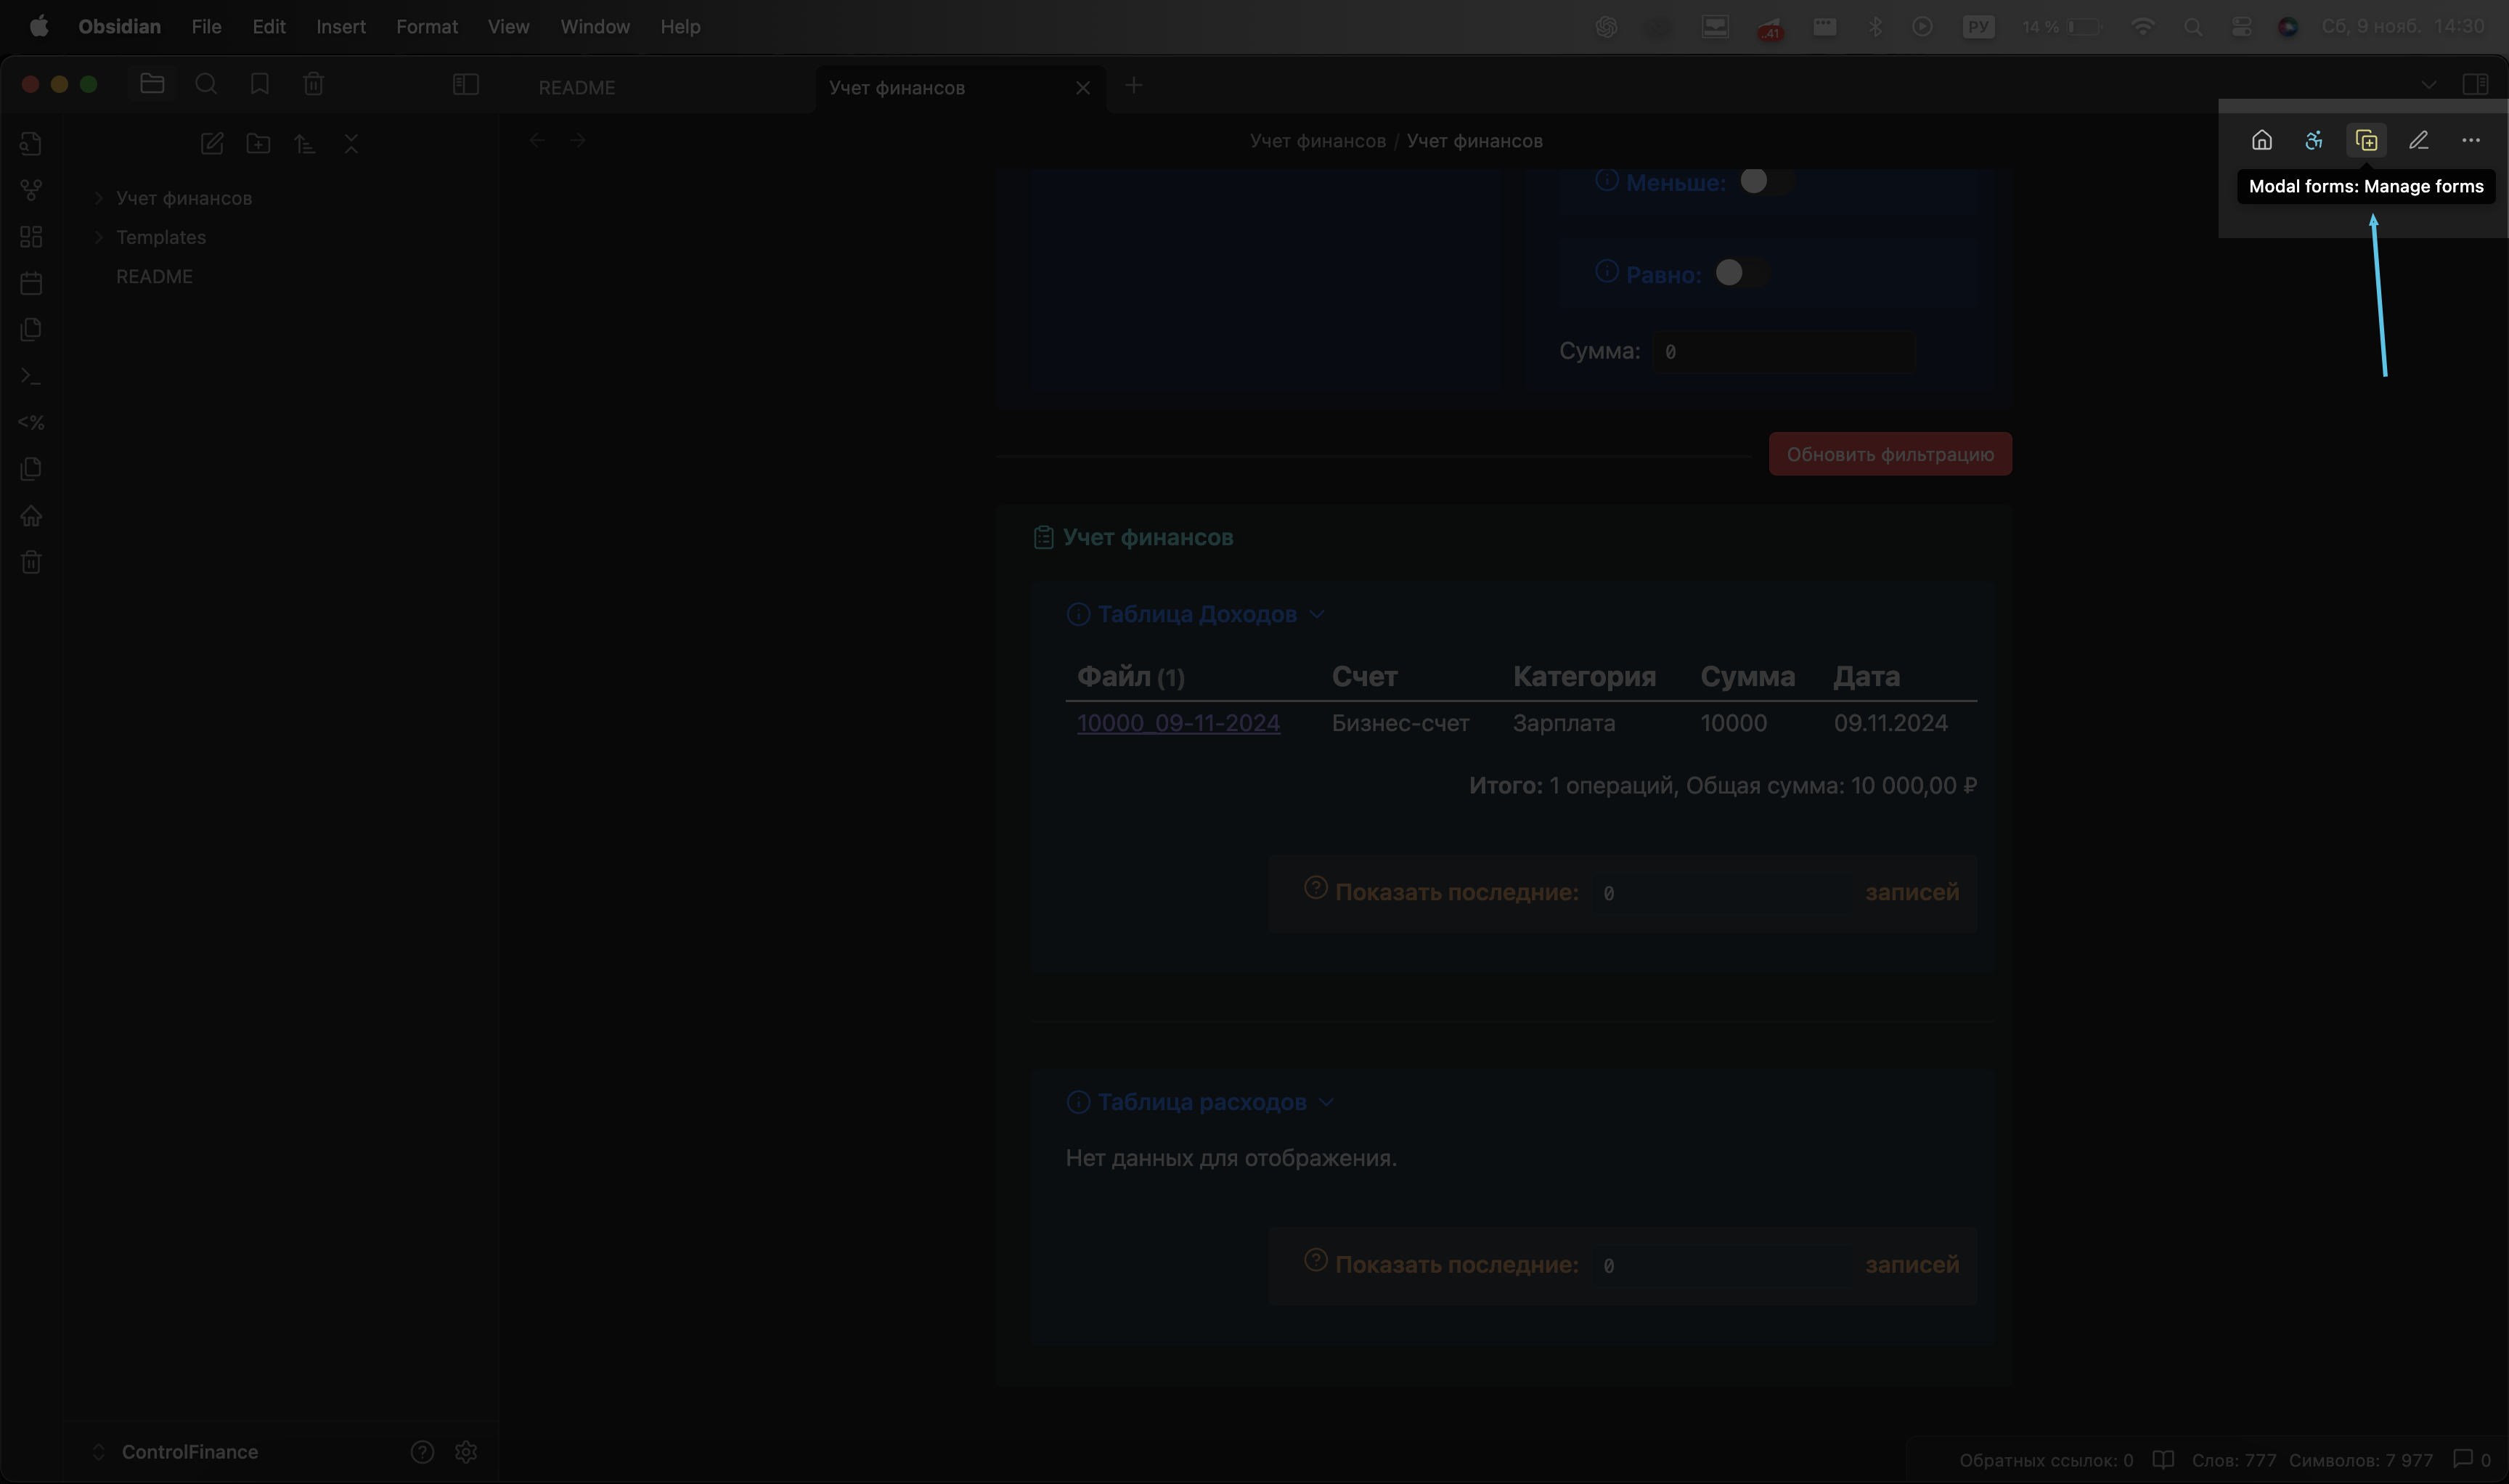 Obsidian File Edit Insert Format View Window Help
..41 РУ 14 % Сб, 9 нояб. 14:30
README Учет финансов
Учет финансов / Учет финансов
Modal forms: Manage forms
Учет финансов
Templates
README
<%
Меньше:
Равно:
Сумма: 0
Обновить фильтрацию
Учет финансов
Таблица Доходов
Файл (1) Счет Категория Сумма Дата
10000_09-11-2024 Бизнес-счет Зарплата 10000 09.11.2024
Итого: 1 операций, Общая сумма: 10 000,00 ₽
Показать последние: 0 записей
Таблица расходов
Нет данных для отображения.
Показать последние: 0 записей
ControlFinance
Обратных ссылок: 0 Слов: 777 Символов: 7 977 0